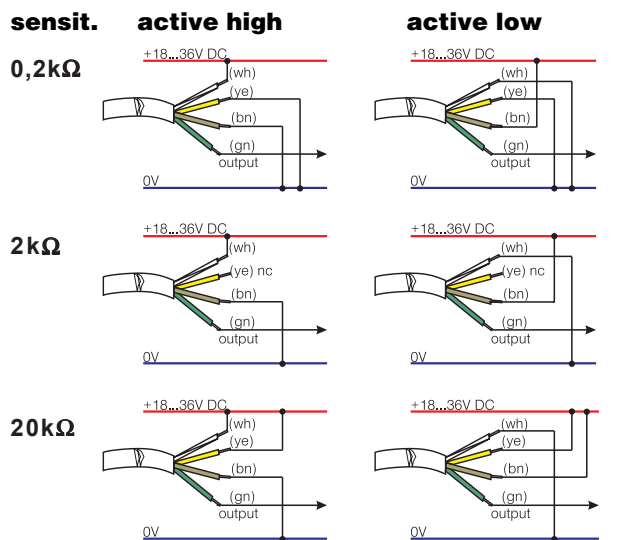 sensit. active high active low
0,2kΩ
+18...36V DC
(wh)
(ye)
(bn)
(gn)
output
0V
+18...36V DC
(wh)
(ye)
(bn)
(gn)
output
0V
2kΩ
+18...36V DC
(wh)
(ye) nc
(bn)
(gn)
output
0V
+18...36V DC
(wh)
(ye) nc
(bn)
(gn)
output
0V
20kΩ
+18...36V DC
(wh)
(ye)
(bn)
(gn)
output
0V
+18...36V DC
(wh)
(ye)
(bn)
(gn)
output
0V